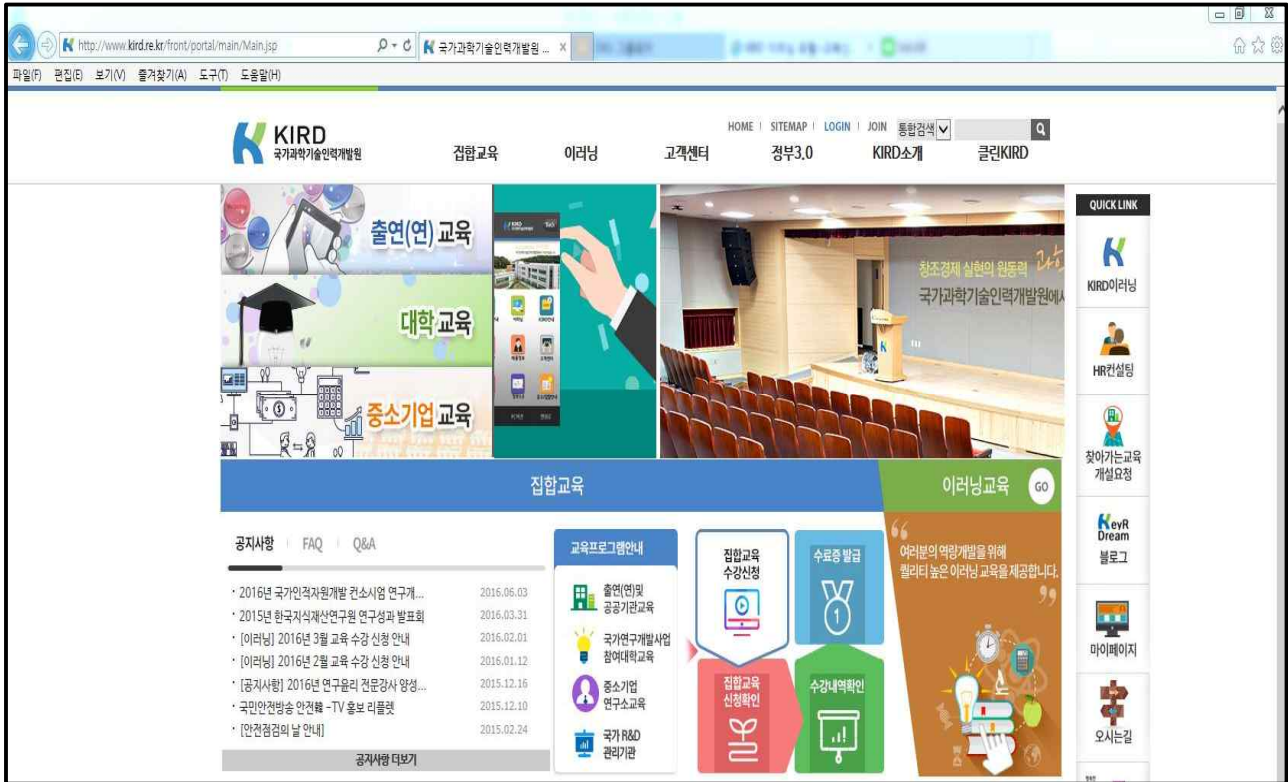 http://www.kird.re.kr/front/portal/main/Main.jsp
국가과학기술인력개발원 ...
파일(F) 편집(E) 보기(V) 즐겨찾기(A) 도구(T) 도움말(H)
KIRD
국가과학기술인력개발원
HOME SITEMAP LOGIN JOIN 통합검색
집합교육 이러닝 고객센터 정부3.0 KIRD소개 클린KIRD
출연(연) 교육
대학 교육
중소기업 교육
KIRD
창조경제 실현의 원동력 과학
국가과학기술인력개발원에서
QUICK LINK
KIRD이러닝
HR컨설팅
찾아가는교육
개설요청
KeyR
Dream
블로그
마이페이지
오시는길
집합교육
이러닝교육 GO
공지사항 FAQ Q&A
· 2016년 국가인적자원개발 컨소시엄 연구개... 2016.06.03
· 2015년 한국지식재산연구원 연구성과 발표회 2016.03.31
· [이러닝] 2016년 3월 교육 수강 신청 안내 2016.02.01
· [이러닝] 2016년 2월 교육 수강 신청 안내 2016.01.12
· [공지사항] 2016년 연구윤리 전문강사 양성... 2015.12.16
· 국민안전방송 안전韓 -TV 홍보 리플렛 2015.12.10
· [안전점검의 날 안내] 2015.02.24
공지사항 더보기
교육프로그램안내
출연(연)및
공공기관교육
국가연구개발사업
참여대학교육
중소기업
연구소교육
국가 R&D
관리기관
집합교육
수강신청
수료증 발급
1
집합교육
신청확인
수강내역확인
여러분의 역량개발을 위해
퀄리티 높은 이러닝 교육을 제공합니다.